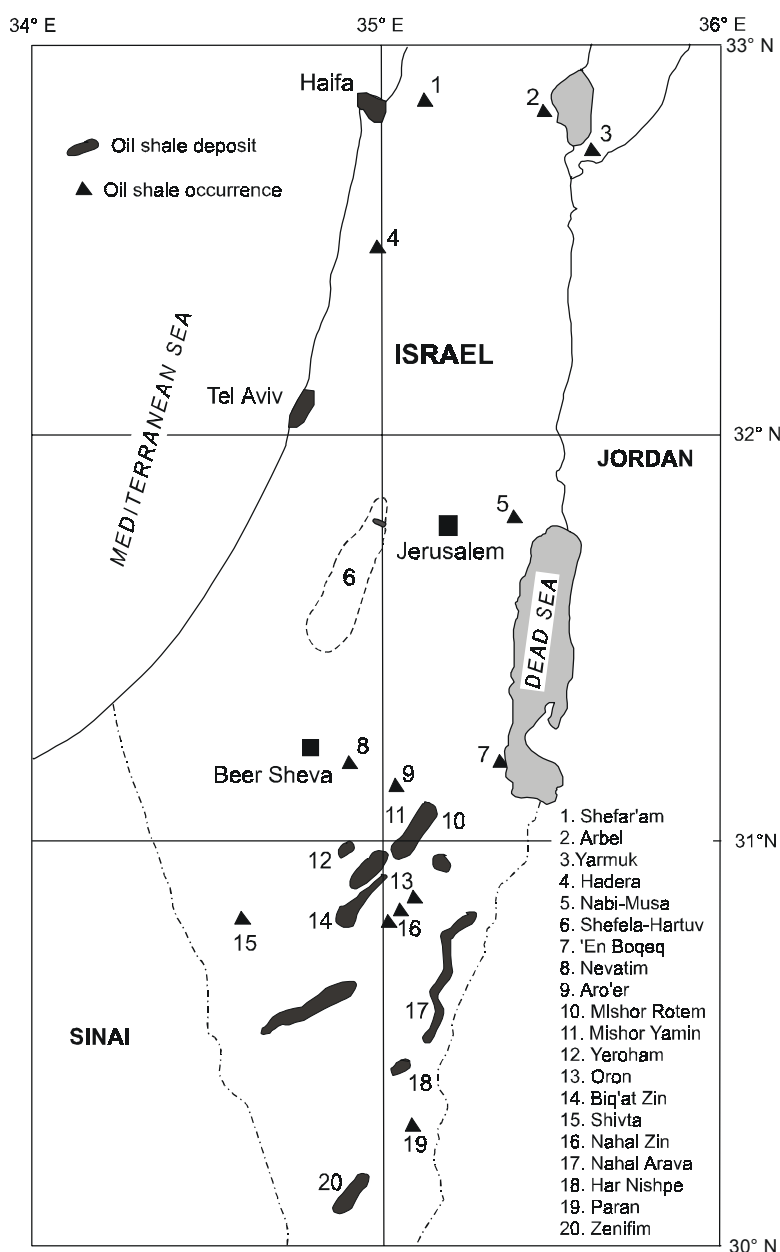 34° E 35° E 36° E
33° N
Haifa
1
2
3
Oil shale deposit
Oil shale occurrence
4
MEDITERRANEAN SEA
ISRAEL
Tel Aviv
32° N
JORDAN
5
Jerusalem
6
DEAD SEA
8
7
Beer Sheva
9
11
10
31°N
12
13
14
16
15
17
SINAI
18
19
20
1. Shefar'am
2. Arbel
3.Yarmuk
4. Hadera
5. Nabi-Musa
6. Shefela-Hartuv
7. 'En Boqeq
8. Nevatim
9. Aro'er
10. Mishor Rotem
11. Mishor Yamin
12. Yeroham
13. Oron
14. Biq'at Zin
15. Shivta
16. Nahal Zin
17. Nahal Arava
18. Har Nishpe
19. Paran
20. Zenifim
30° N